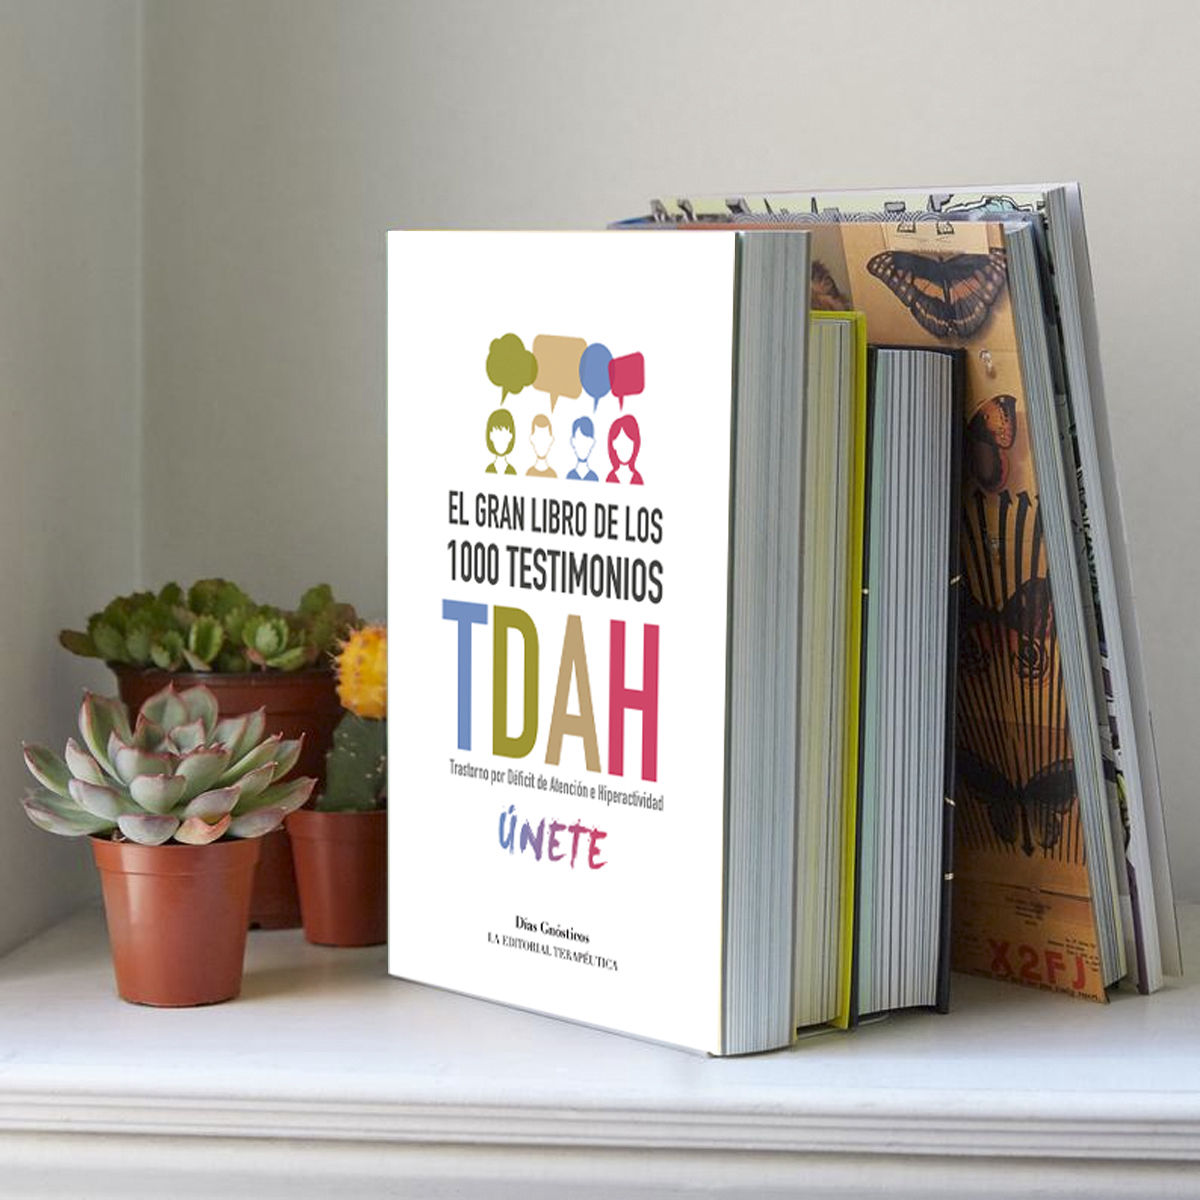 EL GRAN LIBRO DE LOS
1000 TESTIMONIOS
TDAH
Trastorno por Déficit de Atención e Hiperactividad
ÚNETE
Días Gnósticos
LA EDITORIAL TERAPÉUTICA
X2FJ